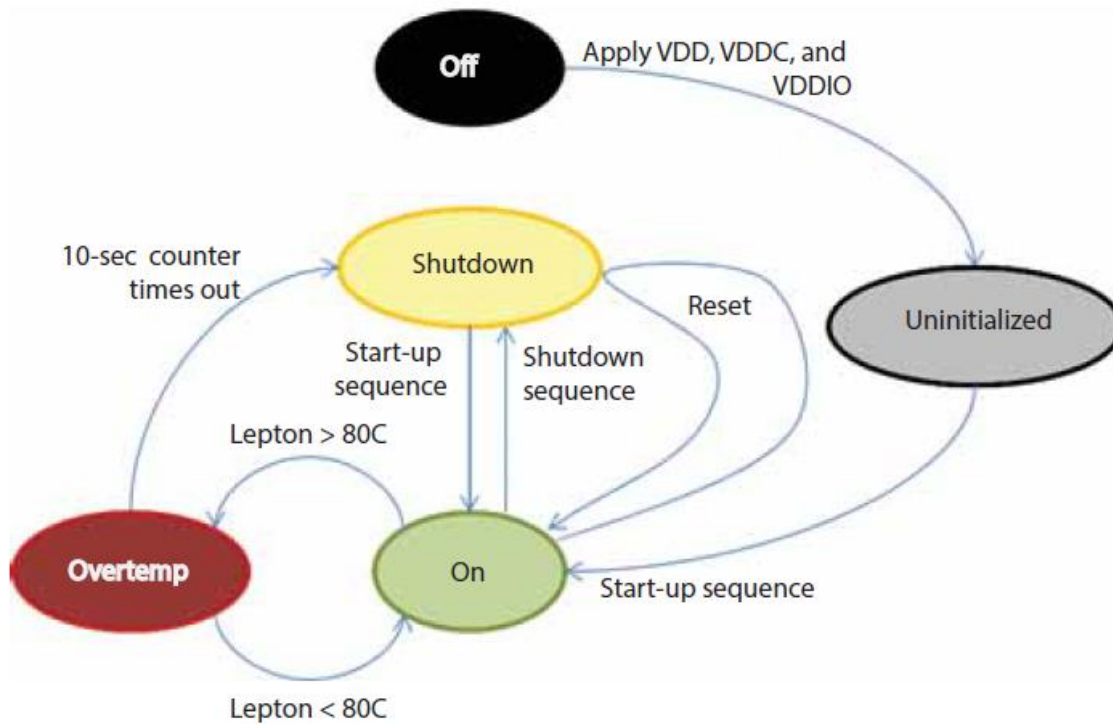 Off
Apply VDD, VDDC, and
VDDIO
10-sec counter
times out
Shutdown
Reset
Uninitialized
Start-up
sequence
Shutdown
sequence
Lepton > 80C
Overtemp
On
Start-up sequence
Lepton < 80C